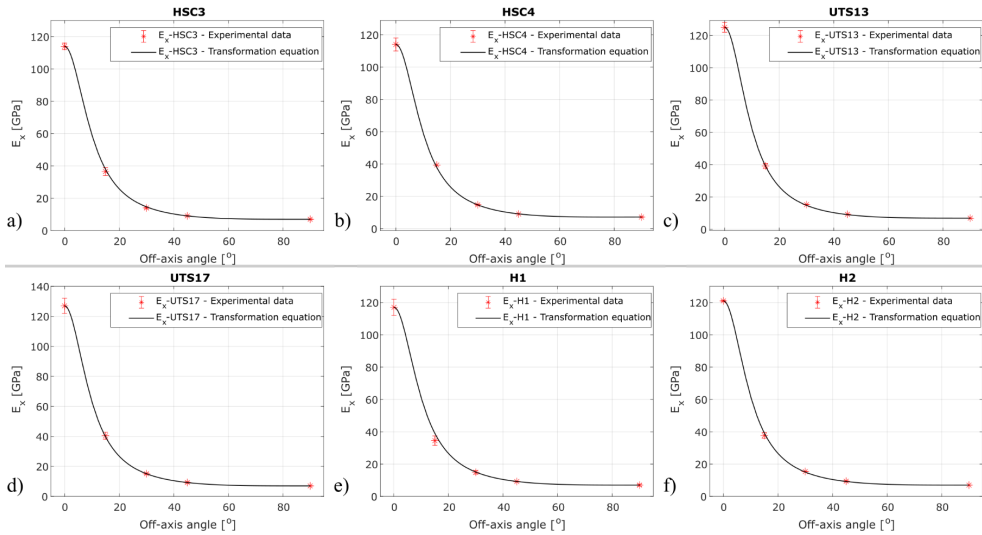 HSC3
E_x-HSC3 - Experimental data
E_x-HSC3 - Transformation equation
E_x [GPa]
120
100
80
60
40
20
0
0 20 40 60 80
Off-axis angle [°]
a)
HSC4
E_x-HSC4 - Experimental data
E_x-HSC4 - Transformation equation
E_x [GPa]
120
100
80
60
40
20
0
0 20 40 60 80
Off-axis angle [°]
b)
UTS13
E_x-UTS13 - Experimental data
E_x-UTS13 - Transformation equation
E_x [GPa]
120
100
80
60
40
20
0
0 20 40 60 80
Off-axis angle [°]
c)
UTS17
E_x-UTS17 - Experimental data
E_x-UTS17 - Transformation equation
E_x [GPa]
140
120
100
80
60
40
20
0
0 20 40 60 80
Off-axis angle [°]
d)
H1
E_x-H1 - Experimental data
E_x-H1 - Transformation equation
E_x [GPa]
120
100
80
60
40
20
0
0 20 40 60 80
Off-axis angle [°]
e)
H2
E_x-H2 - Experimental data
E_x-H2 - Transformation equation
E_x [GPa]
120
100
80
60
40
20
0
0 20 40 60 80
Off-axis angle [°]
f)